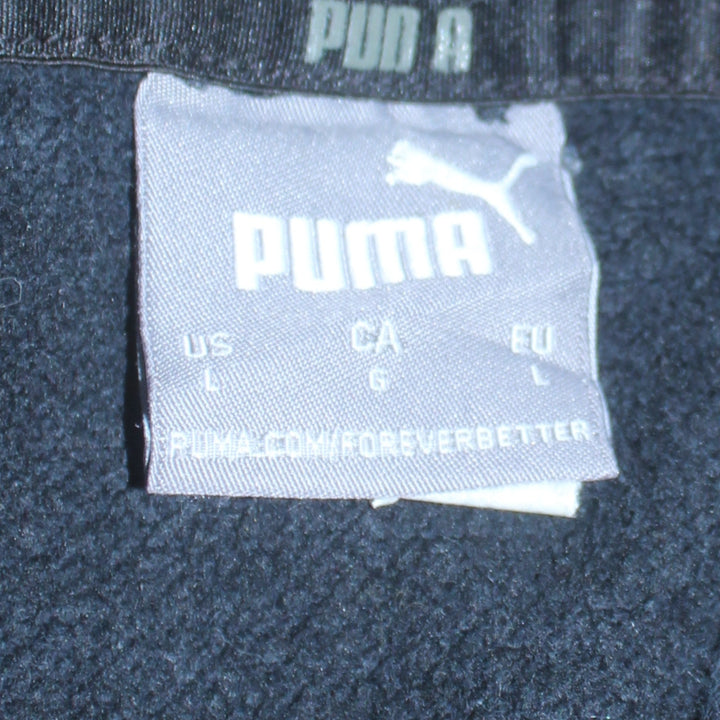 PUMA
PUMA
US CA EU
L G L
PUMA.COM/FOREVERBETTER